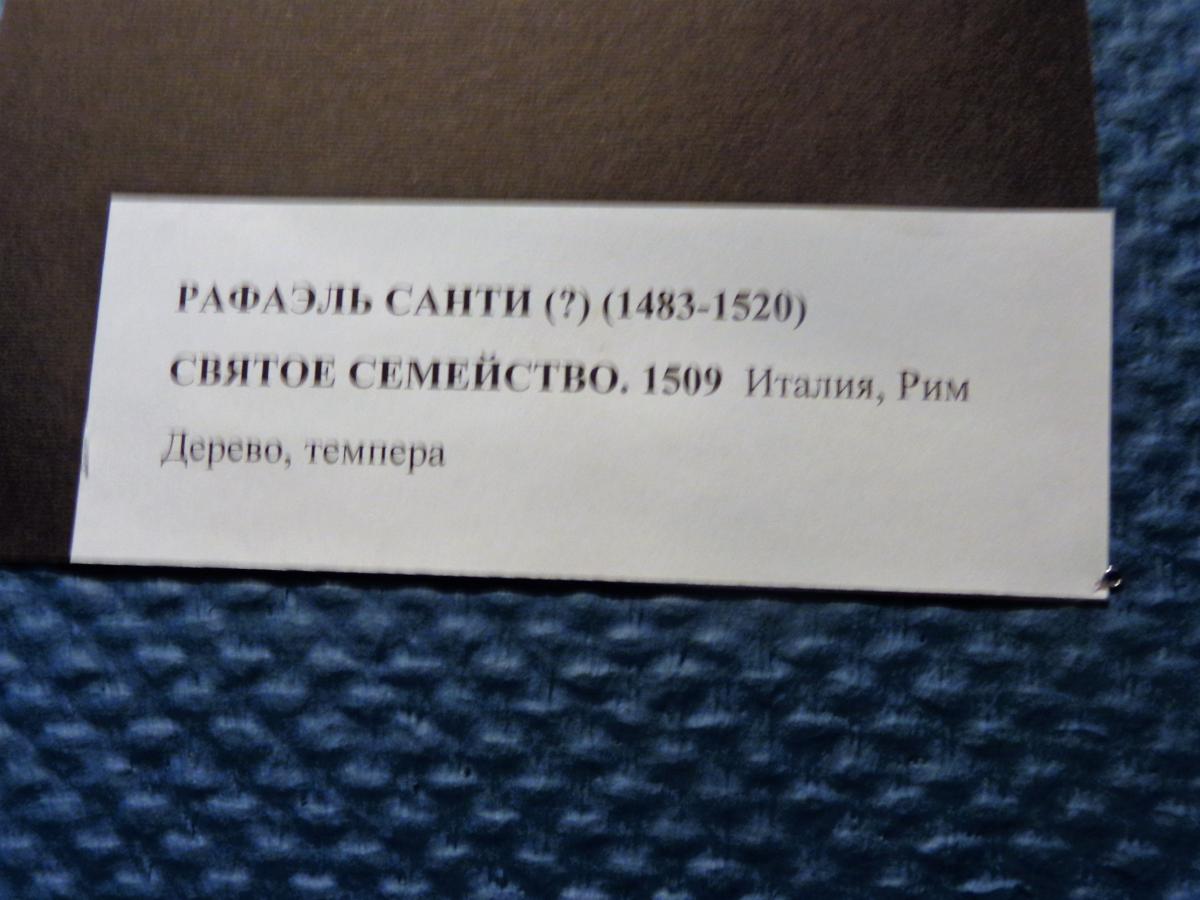 РАФАЭЛЬ САНТИ (?) (1483-1520)
СВЯТОЕ СЕМЕЙСТВО. 1509 Италия, Рим
Дерево, темпера